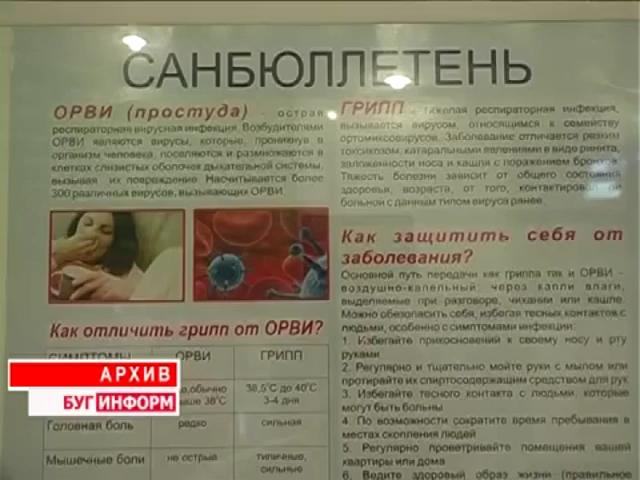 САНБЮЛЛЕТЕНЬ
ОРВИ (простуда) - острая
респираторная вирусная инфекция. Возбудителями
ОРВИ являются вирусы, которые, проникнув в
организм человека, поселяются и размножаются в
клетках слизистых оболочек дыхательной системы,
вызывая их повреждение. Насчитывается более
300 различных вирусов, вызывающих ОРВИ.
Как отличить грипп от ОРВИ?
СИМПТОМЫ ОРВИ ГРИПП
обычно 38,5°C до 40°C
выше 38°C 3-4 дня
Головная боль редко сильная
Мышечные боли не острые типичные,
сильные
ГРИПП - тяжелая респираторная инфекция,
вызывается вирусом, относящимся к семейству
ортомиксовирусов. Заболевание отличается резким
токсикозом, катаральными явлениями в виде ринита,
заложенности носа и кашля с поражением бронхов.
Тяжесть болезни зависит от общего состояния
здоровья, возраста, от того, контактировал ли
больной с данным типом вируса ранее.
Как защитить себя от
заболевания?
Основной путь передачи как гриппа так и ОРВИ -
воздушно-капельный: через капли влаги,
выделяемые при разговоре, чихании или кашле.
Можно обезопасить себя, избегая тесных контактов с
людьми, особенно с симптомами инфекции:
1. Избегайте прикосновений к своему носу и рту
руками
2. Регулярно и тщательно мойте руки с мылом или
протирайте их спиртосодержащим средством для рук
3. Избегайте тесного контакта с людьми, которые
могут быть больны
4. По возможности сократите время пребывания в
местах скопления людей
5. Регулярно проветривайте помещения вашей
квартиры или дома
6. Ведите здоровый образ жизни (правильное
АРХИВ
БУГИНФОРМ